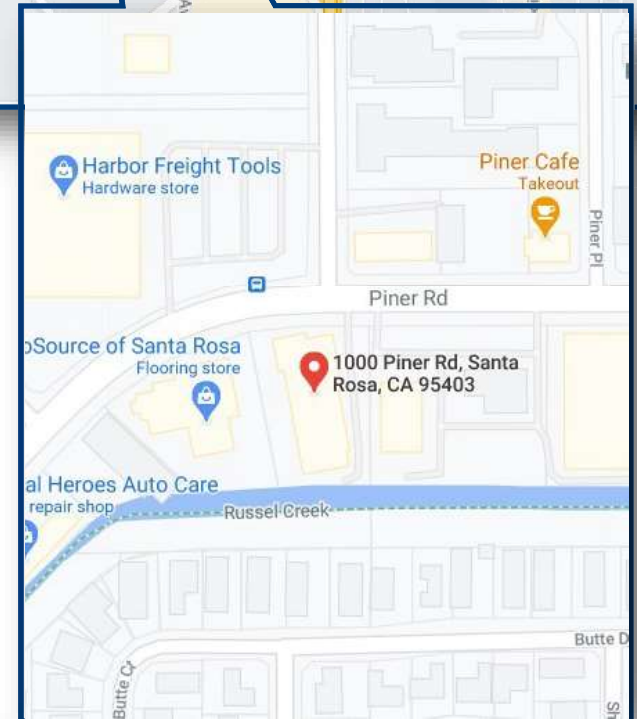 Harbor Freight Tools
Hardware store
Piner Cafe
Takeout
Piner Pl
Piner Rd
oSource of Santa Rosa
Flooring store
1000 Piner Rd, Santa
Rosa, CA 95403
al Heroes Auto Care
repair shop
Russel Creek
Butte D
Butte Ct
Sh